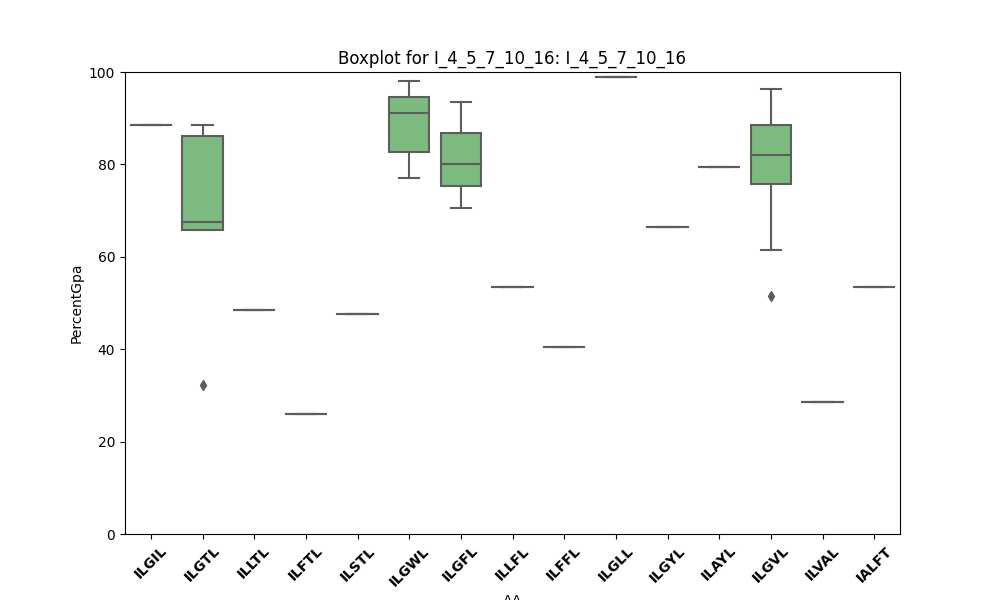 Boxplot for I_4_5_7_10_16: I_4_5_7_10_16
100
80
60
40
20
0
PercentGpa
ILGIL
ILGTL
ILLTL
ILFTL
ILSTL
ILGWL
ILGFL
ILLFL
ILFFL
ILGLL
ILGYL
ILAYL
ILGVL
ILVAL
IALFT
AA